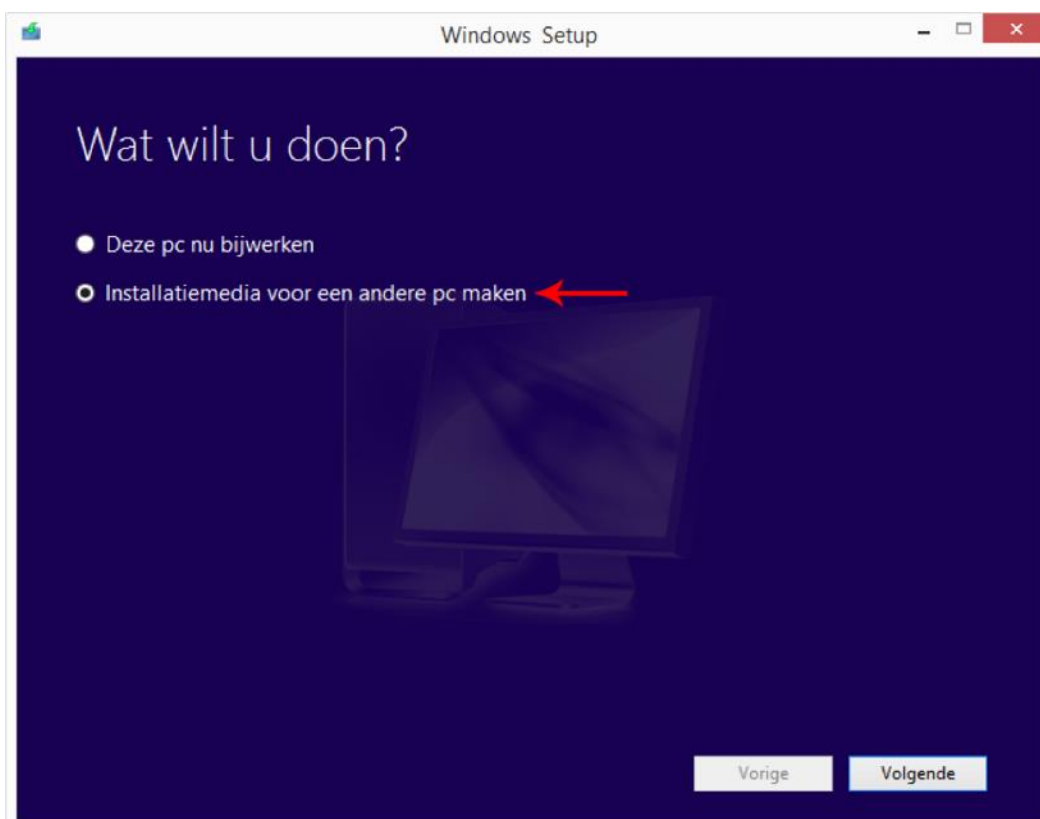 Windows Setup
Wat wilt u doen?
Deze pc nu bijwerken
Installatiemedia voor een andere pc maken
Vorige
Volgende